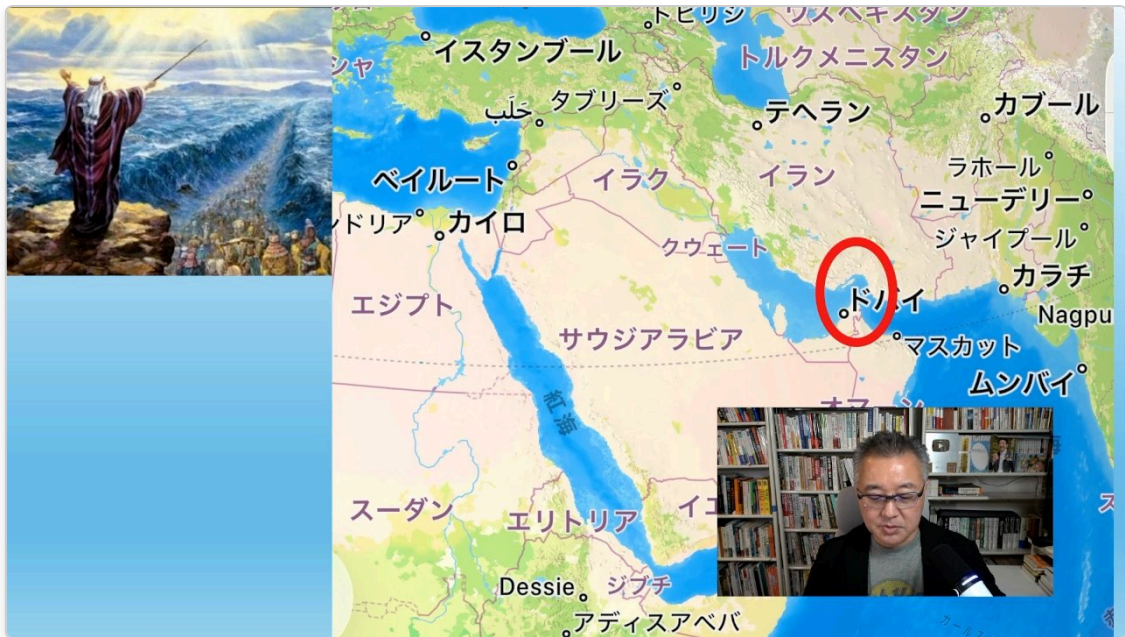 トビリシ
ウズベキスタン
イスタンブール
トルクメニスタン
タブリーズ
حَلَب
テヘラン
カブール
ベイルート
イラク
イラン
ラホール
ニューデリー
カイロ
クウェート
ジャイプール
カラチ
エジプト
ドバイ
Nagpu
サウジアラビア
マスカット
ムンバイ
紅海
オマーン
スーダン
エリトリア
イエ
Dessie
ジブチ
アディスアベバ